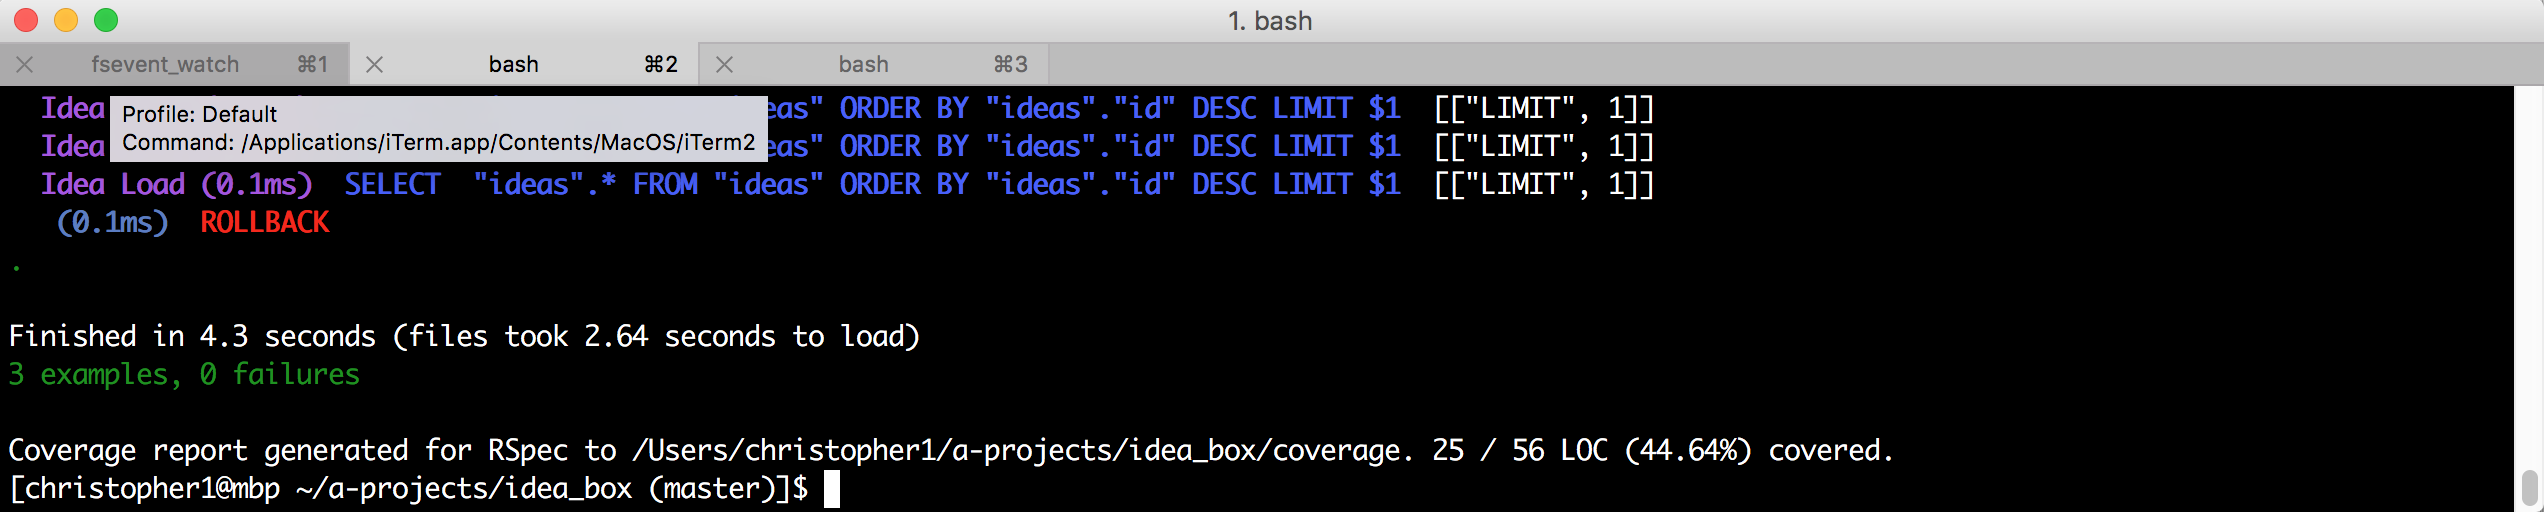 1. bash
fsevent_watch ⌘1 bash ⌘2 bash ⌘3
Idea eas" ORDER BY "ideas"."id" DESC LIMIT $1 [["LIMIT", 1]]
Profile: Default
Command: /Applications/iTerm.app/Contents/MacOS/iTerm2
Idea eas" ORDER BY "ideas"."id" DESC LIMIT $1 [["LIMIT", 1]]
Idea Load (0.1ms) SELECT "ideas".* FROM "ideas" ORDER BY "ideas"."id" DESC LIMIT $1 [["LIMIT", 1]]
(0.1ms) ROLLBACK
.
Finished in 4.3 seconds (files took 2.64 seconds to load)
3 examples, 0 failures
Coverage report generated for RSpec to /Users/christopher1/a-projects/idea_box/coverage. 25 / 56 LOC (44.64%) covered.
[christopher1@mbp ~/a-projects/idea_box (master)]$